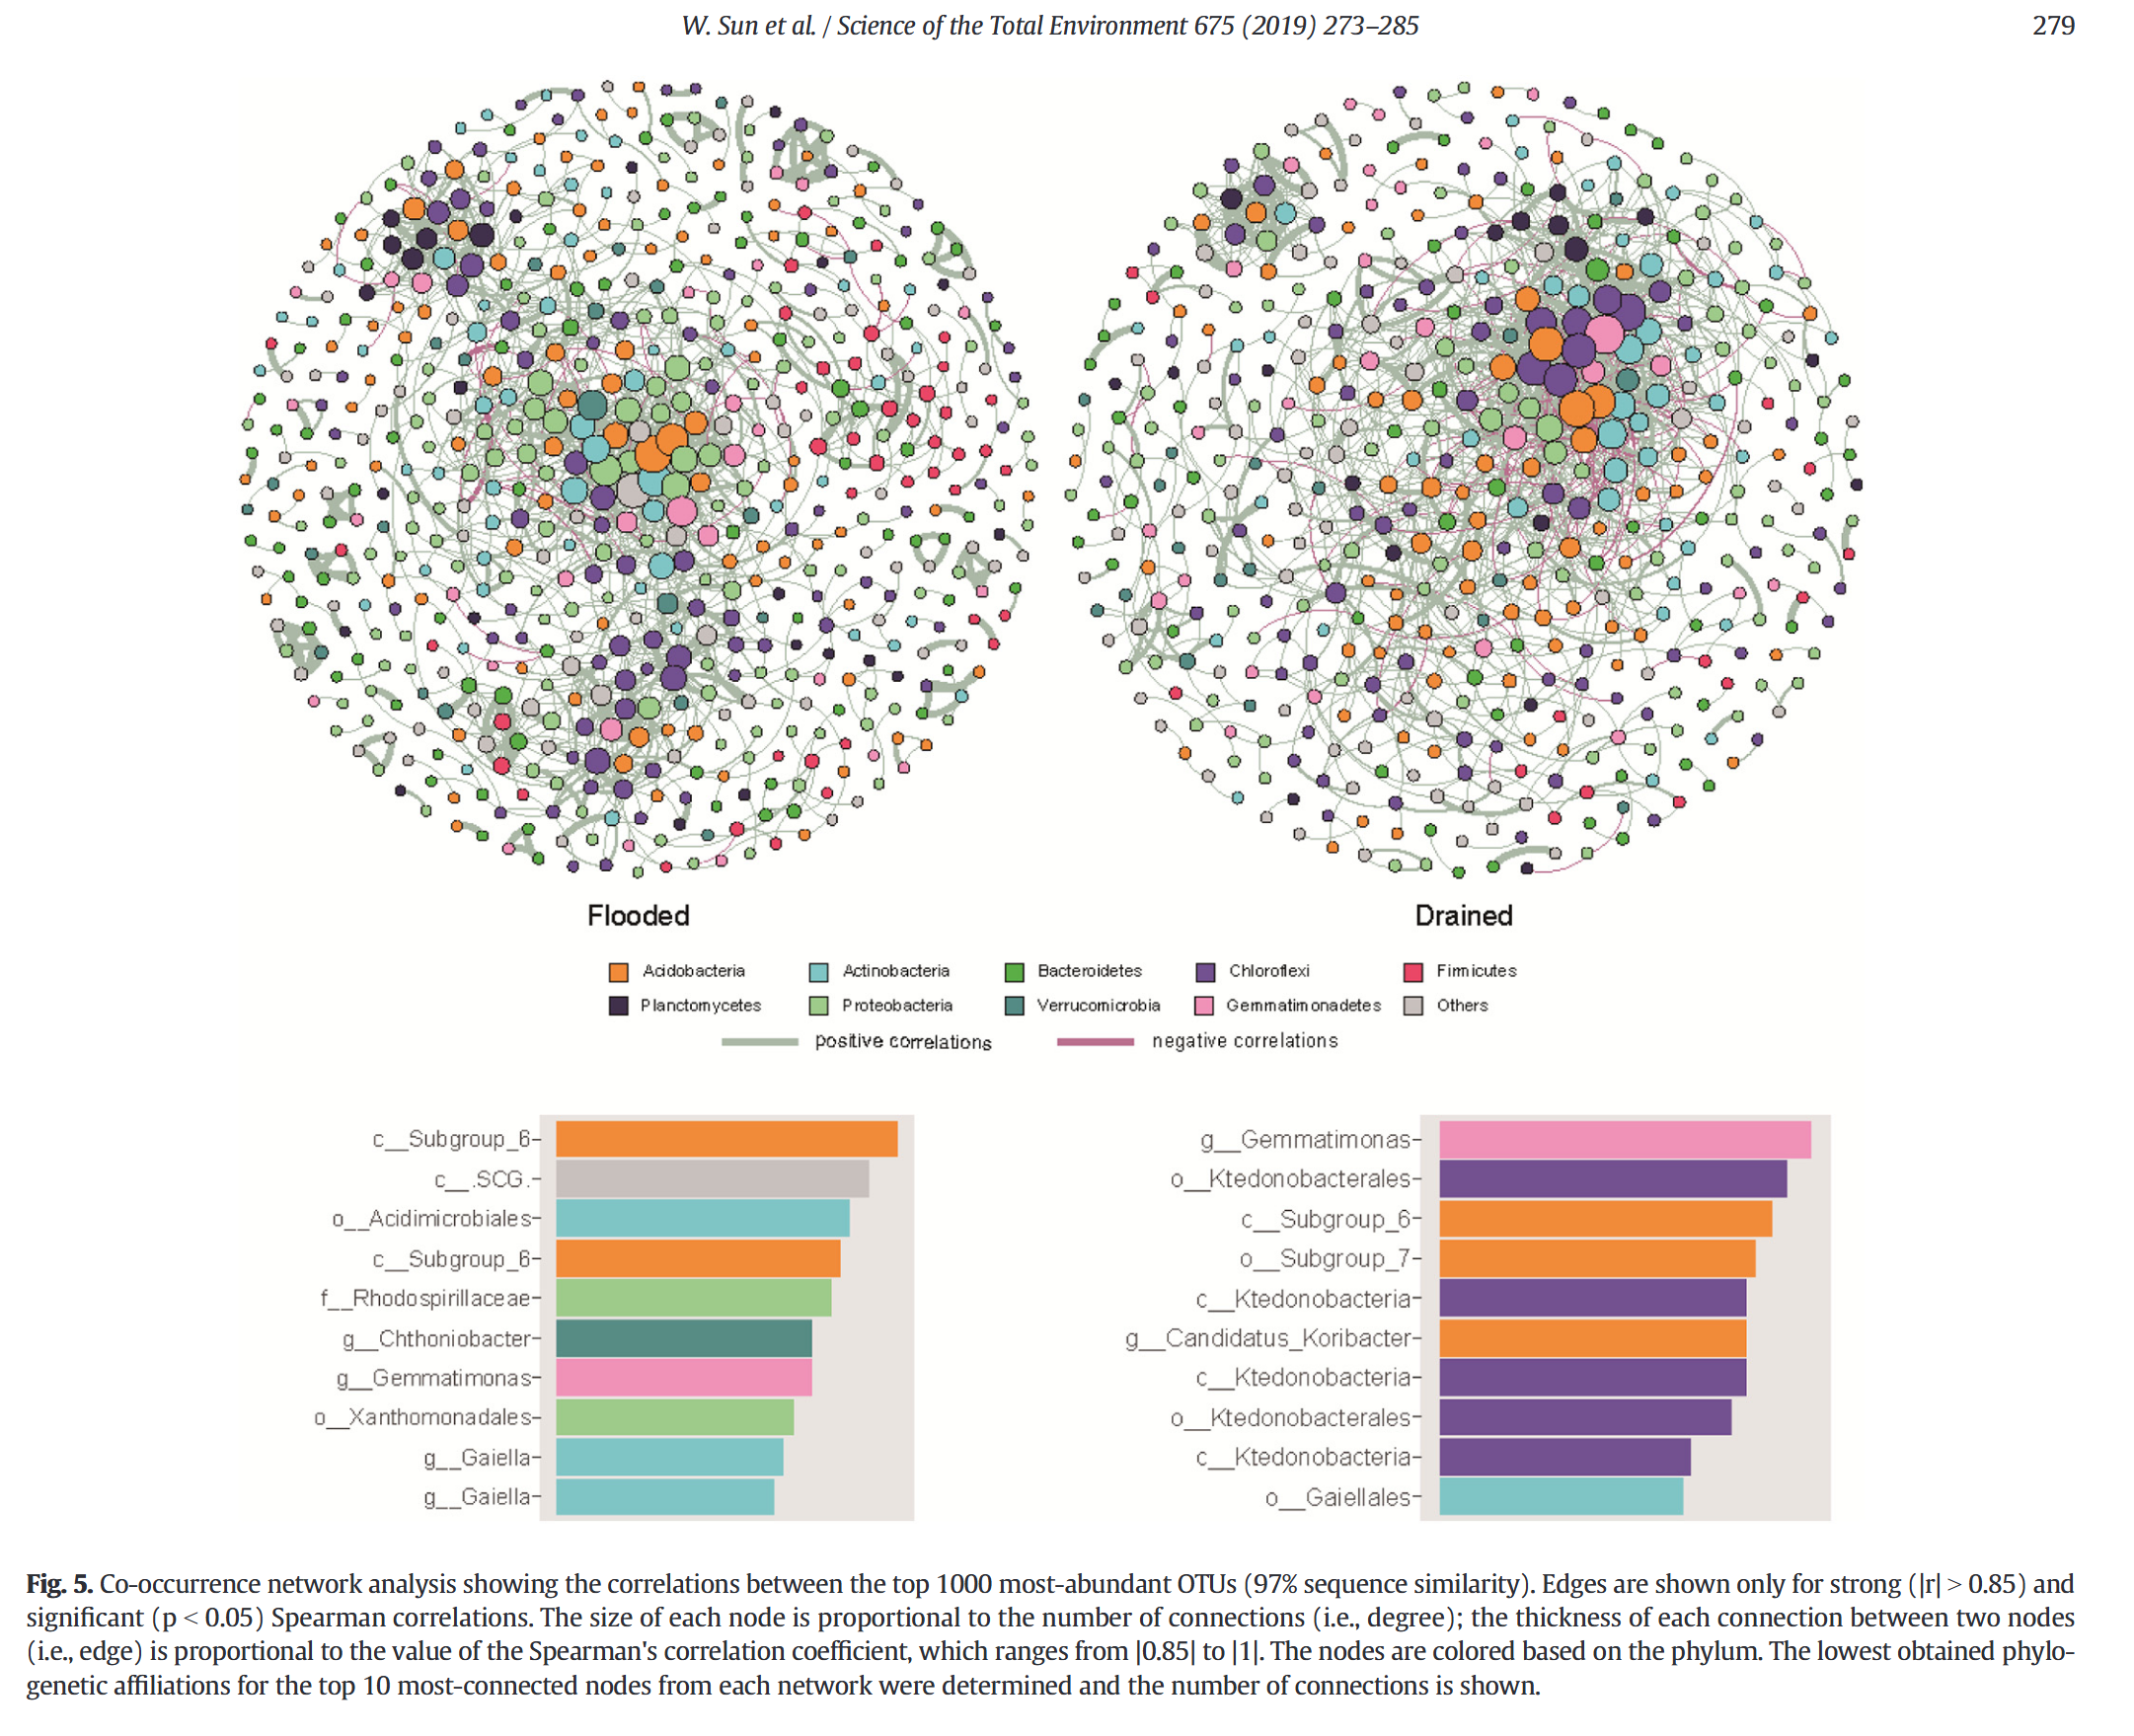 W. Sun et al. / Science of the Total Environment 675 (2019) 273–285
279
Flooded
Drained
Acidobacteria
Actinobacteria
Bacteroidetes
Chloroflexi
Firmicutes
Planctomycetes
Proteobacteria
Verrucomicrobia
Gemmatimonadetes
Others
positive correlations
negative correlations
c__Subgroup_6
c__.SCG.
o__Acidimicrobiales
c__Subgroup_6
f__Rhodospirillaceae
g__Chthoniobacter
g__Gemmatimonas
o__Xanthomonadales
g__Gaiella
g__Gaiella
g__Gemmatimonas
o__Ktedonobacterales
c__Subgroup_6
o__Subgroup_7
c__Ktedonobacteria
g__Candidatus_Koribacter
c__Ktedonobacteria
o__Ktedonobacterales
c__Ktedonobacteria
o__Gaiellales
Fig. 5. Co-occurrence network analysis showing the correlations between the top 1000 most-abundant OTUs (97% sequence similarity). Edges are shown only for strong (|r| > 0.85) and
significant (p < 0.05) Spearman correlations. The size of each node is proportional to the number of connections (i.e., degree); the thickness of each connection between two nodes
(i.e., edge) is proportional to the value of the Spearman's correlation coefficient, which ranges from |0.85| to |1|. The nodes are colored based on the phylum. The lowest obtained phylo-
genetic affiliations for the top 10 most-connected nodes from each network were determined and the number of connections is shown.